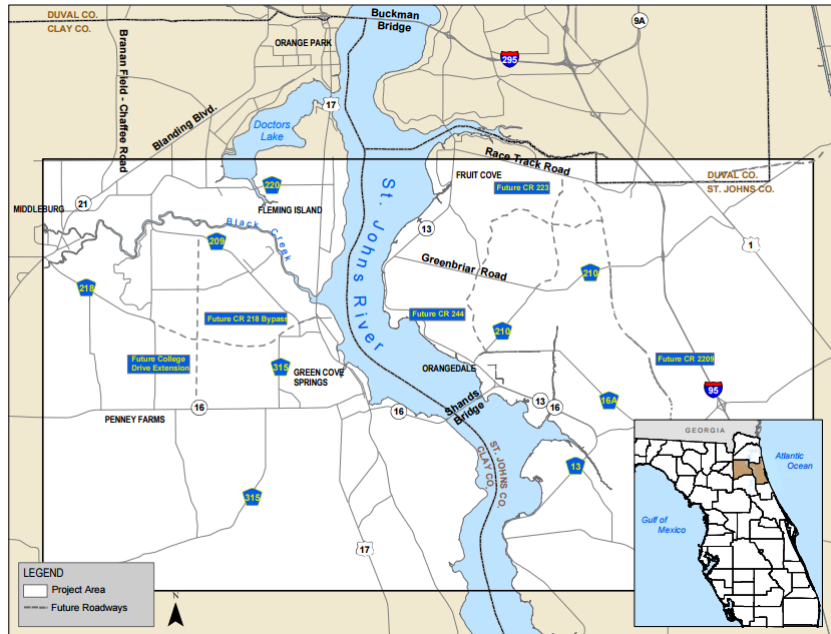 DUVAL CO.
CLAY CO.
Buckman
Bridge
9A
ORANGE PARK
295
Branan Field - Chaffee Road
Blanding Blvd.
17
Doctors
Lake
Race Track Road
DUVAL CO.
ST. JOHNS CO.
FRUIT COVE
220
Future CR 223
21
MIDDLEBURG
FLEMING ISLAND
Black Creek
St. Johns River
13
209
1
Greenbriar Road
210
218
Future CR 218 Bypass
Future CR 244
210
Future College
Drive Extension
315
GREEN COVE
SPRINGS
ORANGEDALE
Future CR 2209
95
16
16
Shands
Bridge
13
16
16A
PENNEY FARMS
ST. JOHNS CO.
CLAY CO.
13
315
17
GEORGIA
Atlantic
Ocean
Gulf of
Mexico
LEGEND
Project Area
Future Roadways
N